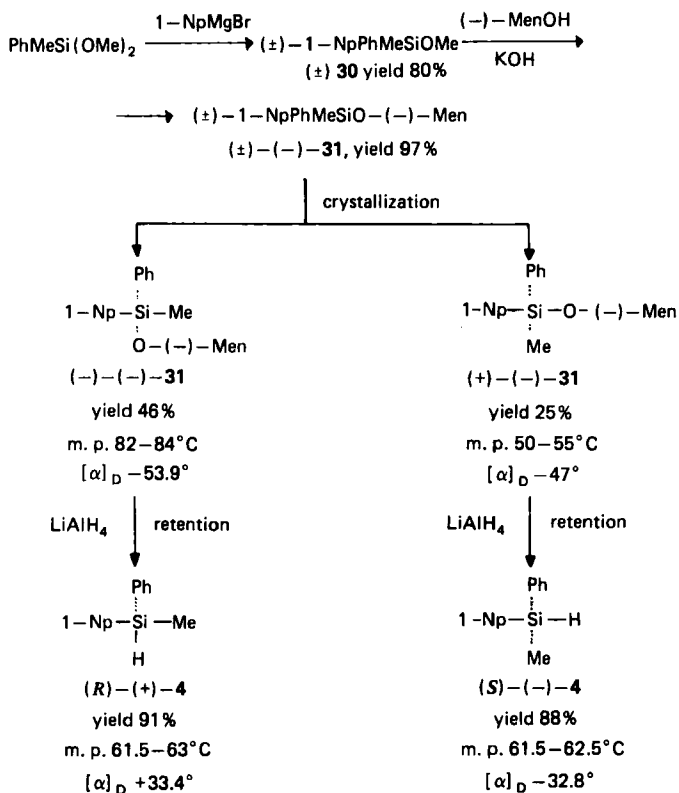 1-NpMgBr (-)-MenOH
PhMeSi(OMe)2 (±)-1-NpPhMeSiOMe
KOH
(±) 30 yield 80%
(±)-1-NpPhMeSiO-(-)-Men
(±)-(-)-31, yield 97%
crystallization
Ph
1-Np-Si-Me
O-(-)-Men
(-)-(-)-31
yield 46%
m. p. 82-84°C
[α]D -53.9°
LiAlH4 retention
Ph
1-Np-Si-Me
H
(R)-(+)-4
yield 91%
m. p. 61.5-63°C
[α]D +33.4°
Ph
1-Np-Si-O-(-)-Men
Me
(+)-(-)-31
yield 25%
m. p. 50-55°C
[α]D -47°
LiAlH4 retention
Ph
1-Np-Si-H
Me
(S)-(-)-4
yield 88%
m. p. 61.5-62.5°C
[α]D -32.8°